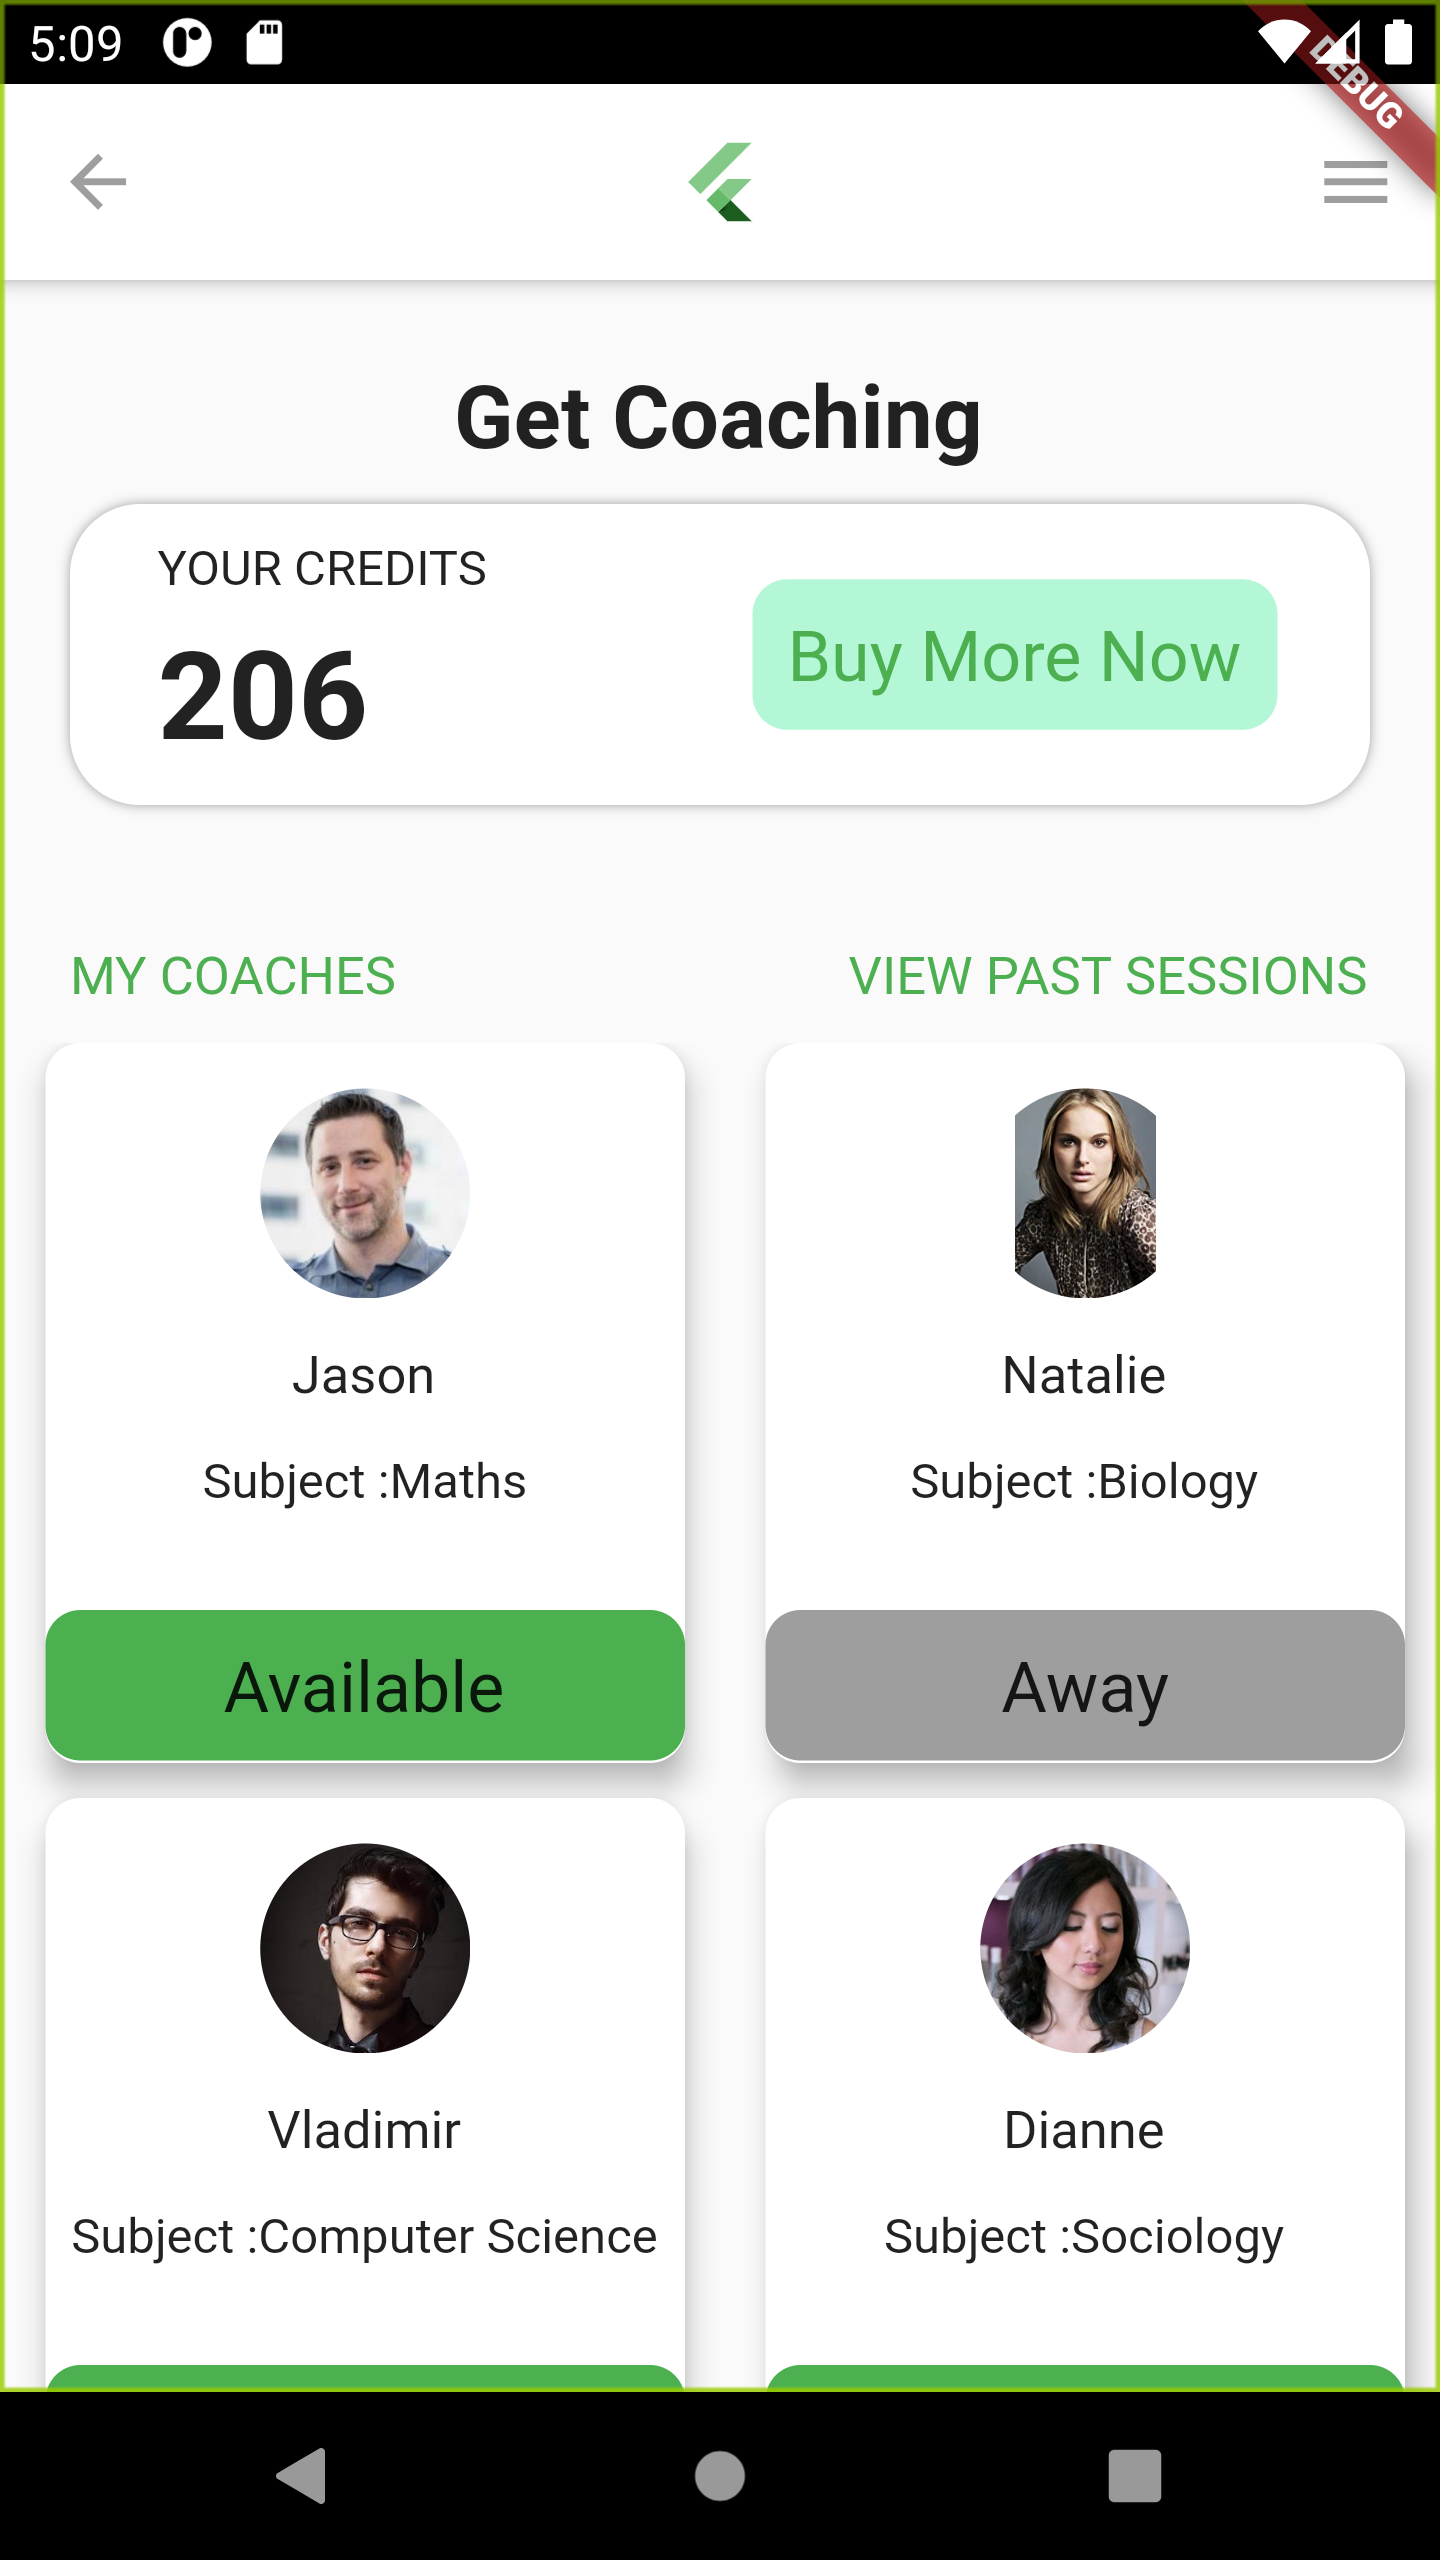 5:09
DEBUG
Get Coaching
YOUR CREDITS
206
Buy More Now
MY COACHES
VIEW PAST SESSIONS
Jason
Natalie
Subject :Maths
Subject :Biology
Available
Away
Vladimir
Dianne
Subject :Computer Science
Subject :Sociology